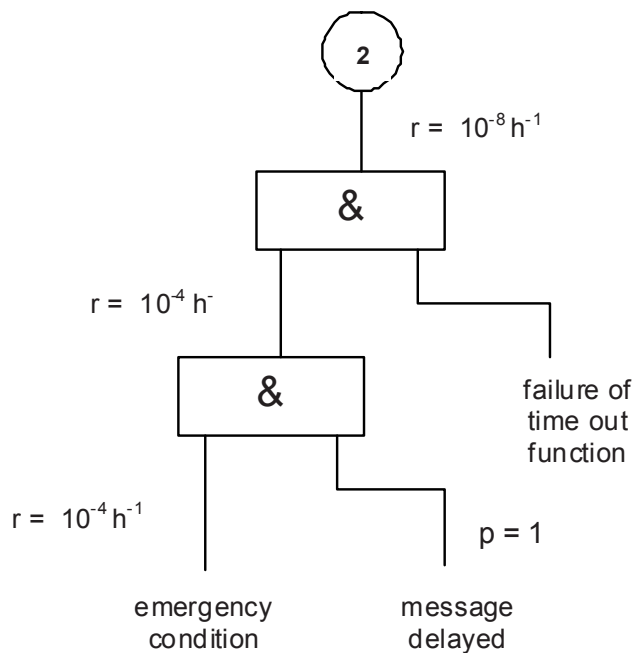 2
r = 10⁻⁸ h⁻¹
&
r = 10⁻⁴ h⁻
&
failure of
time out
function
r = 10⁻⁴ h⁻¹
p = 1
emergency
condition
message
delayed